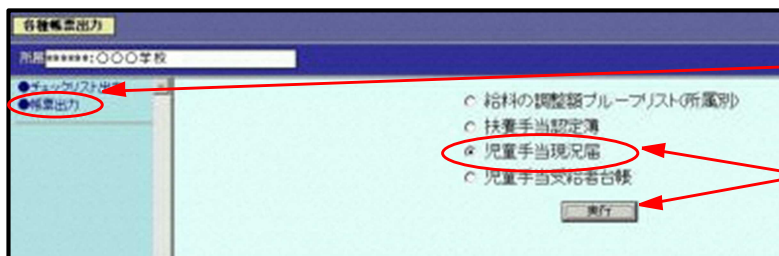 各種帳票出力
所属******:○○○学校
●チェックリスト出力
●帳票出力
給料の調整額プルーフリスト(所属別)
扶養手当認定簿
児童手当現況届
児童手当受給者台帳
実行